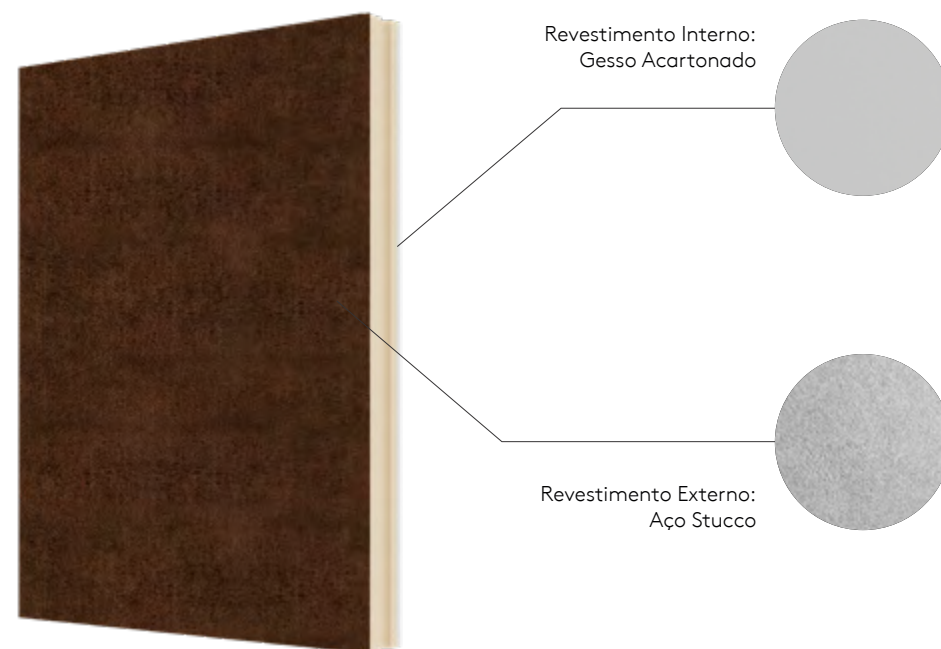 Revestimento Interno:
Gesso Acartonado
Revestimento Externo:
Aço Stucco